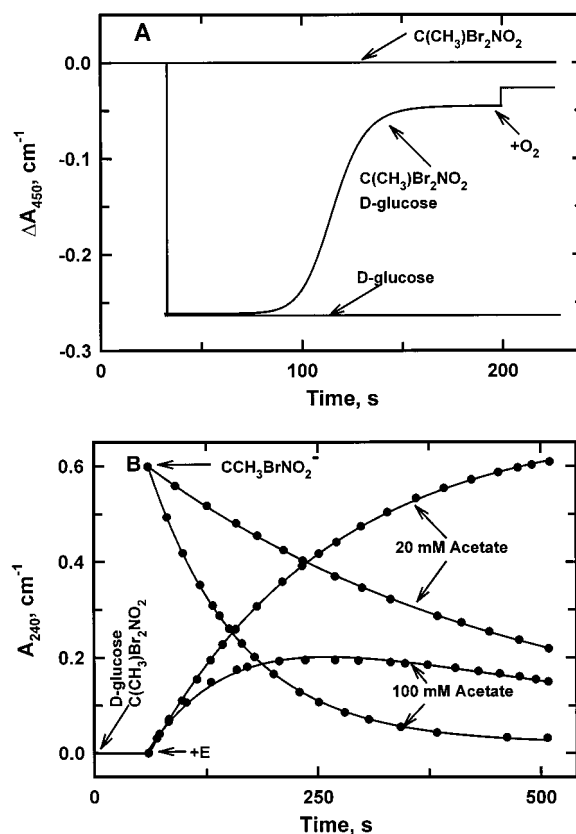 A
C(CH₃)Br₂NO₂
0.0
-0.1
-0.2
-0.3
ΔA₄₅₀, cm⁻¹
+O₂
C(CH₃)Br₂NO₂
D-glucose
D-glucose
0
100
200
Time, s
B
CCH₃BrNO₂⁻
0.6
0.4
0.2
0.0
A₂₄₀, cm⁻¹
20 mM Acetate
D-glucose
C(CH₃)Br₂NO₂
100 mM Acetate
+E
0
250
500
Time, s